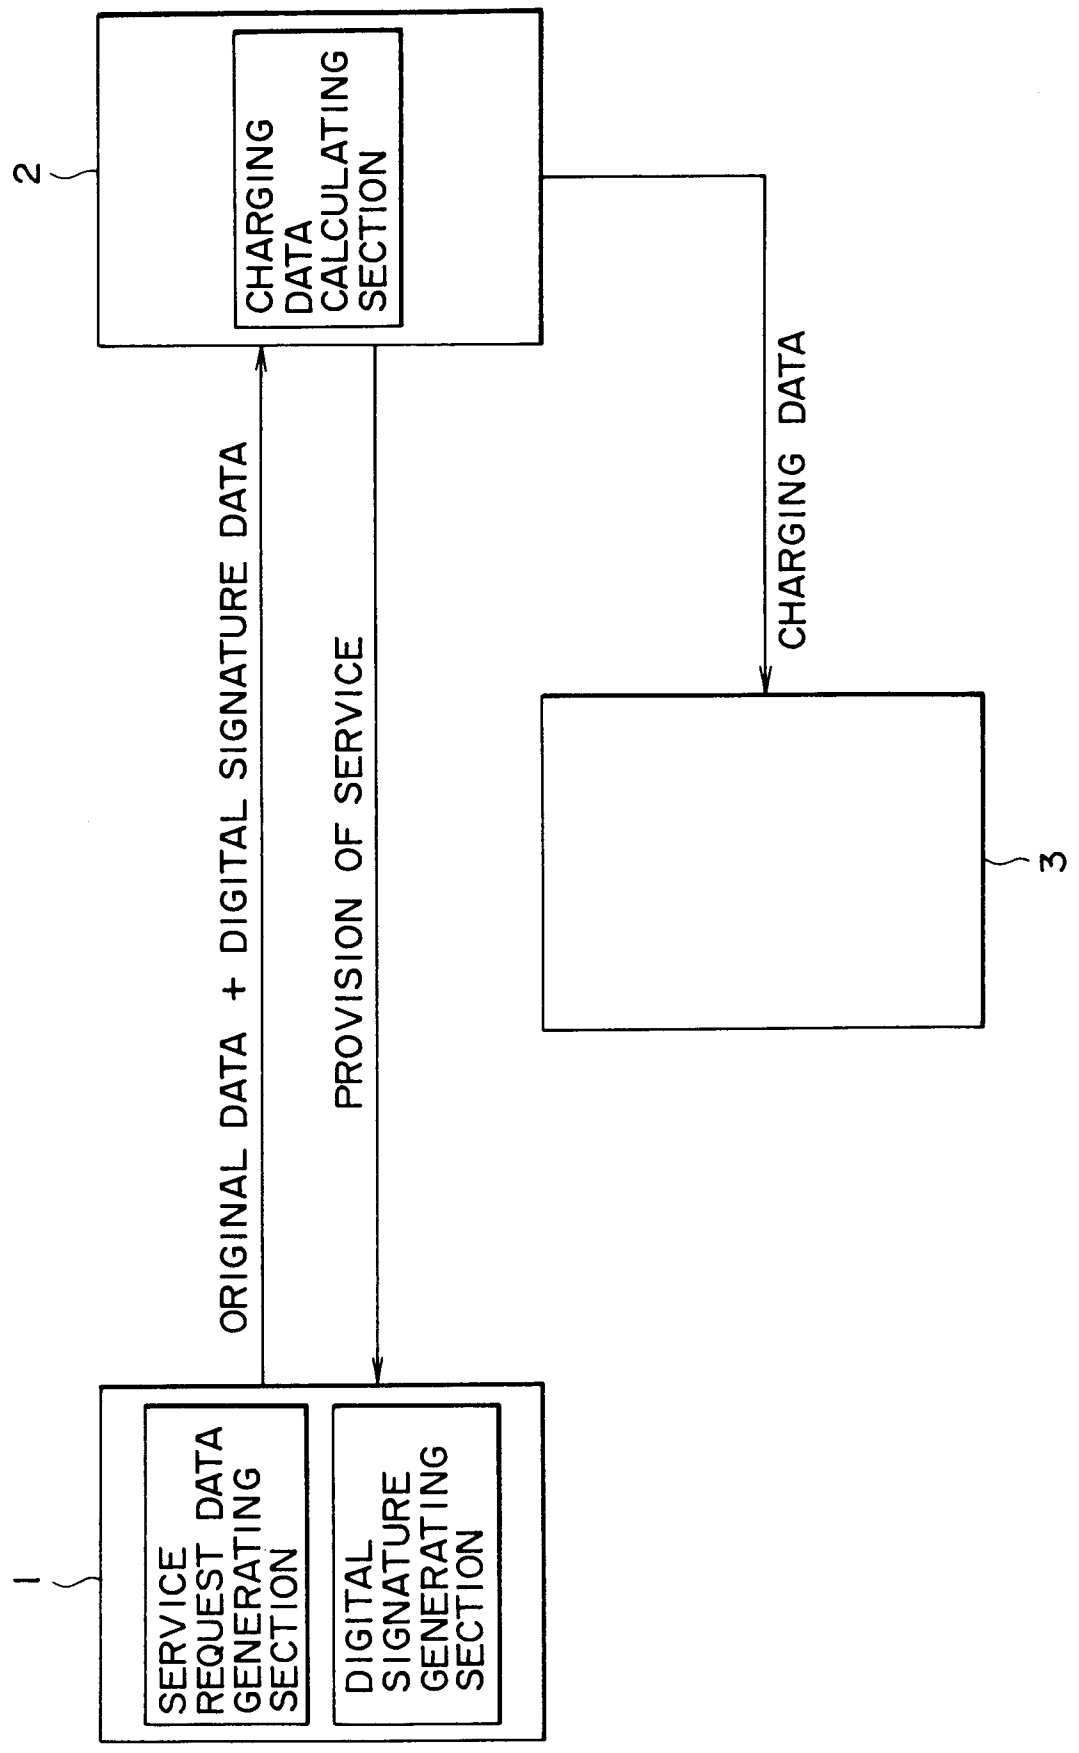 1
SERVICE
REQUEST DATA
GENERATING
SECTION
DIGITAL
SIGNATURE
GENERATING
SECTION
ORIGINAL DATA + DIGITAL SIGNATURE DATA
PROVISION OF SERVICE
2
CHARGING
DATA
CALCULATING
SECTION
CHARGING DATA
3